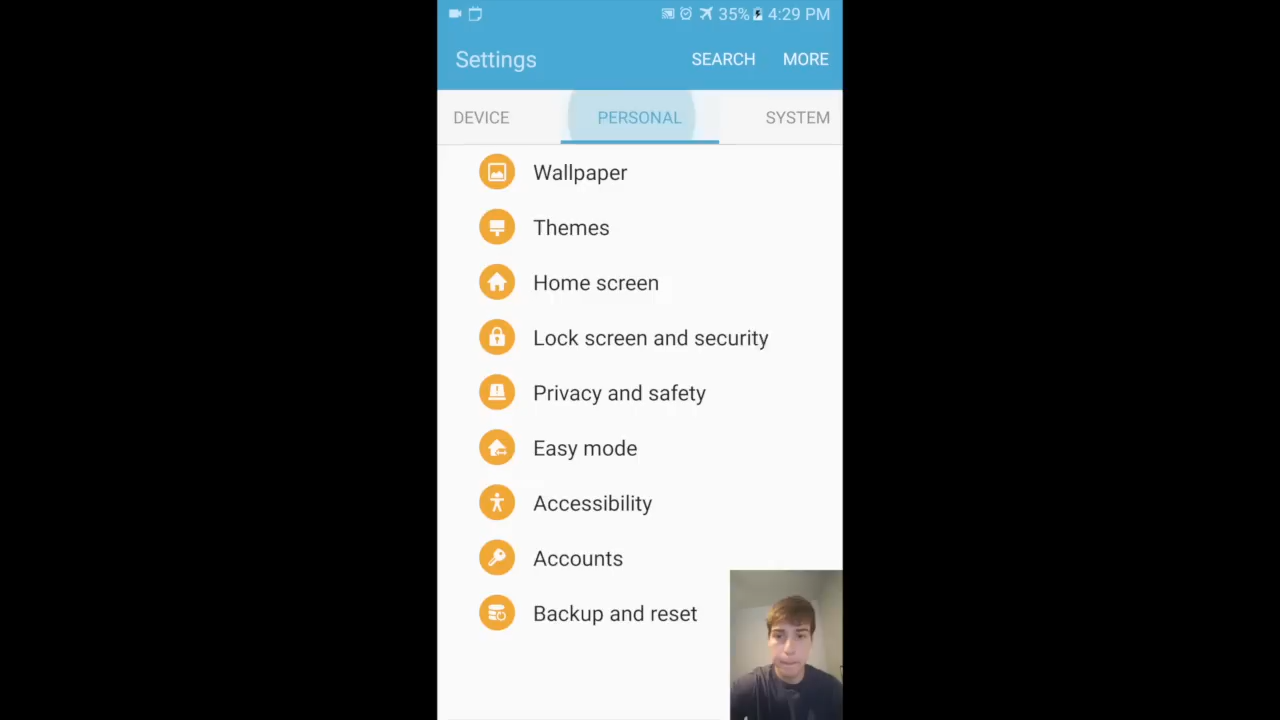 35% 4:29 PM
Settings SEARCH MORE
DEVICE PERSONAL SYSTEM
Wallpaper
Themes
Home screen
Lock screen and security
Privacy and safety
Easy mode
Accessibility
Accounts
Backup and reset